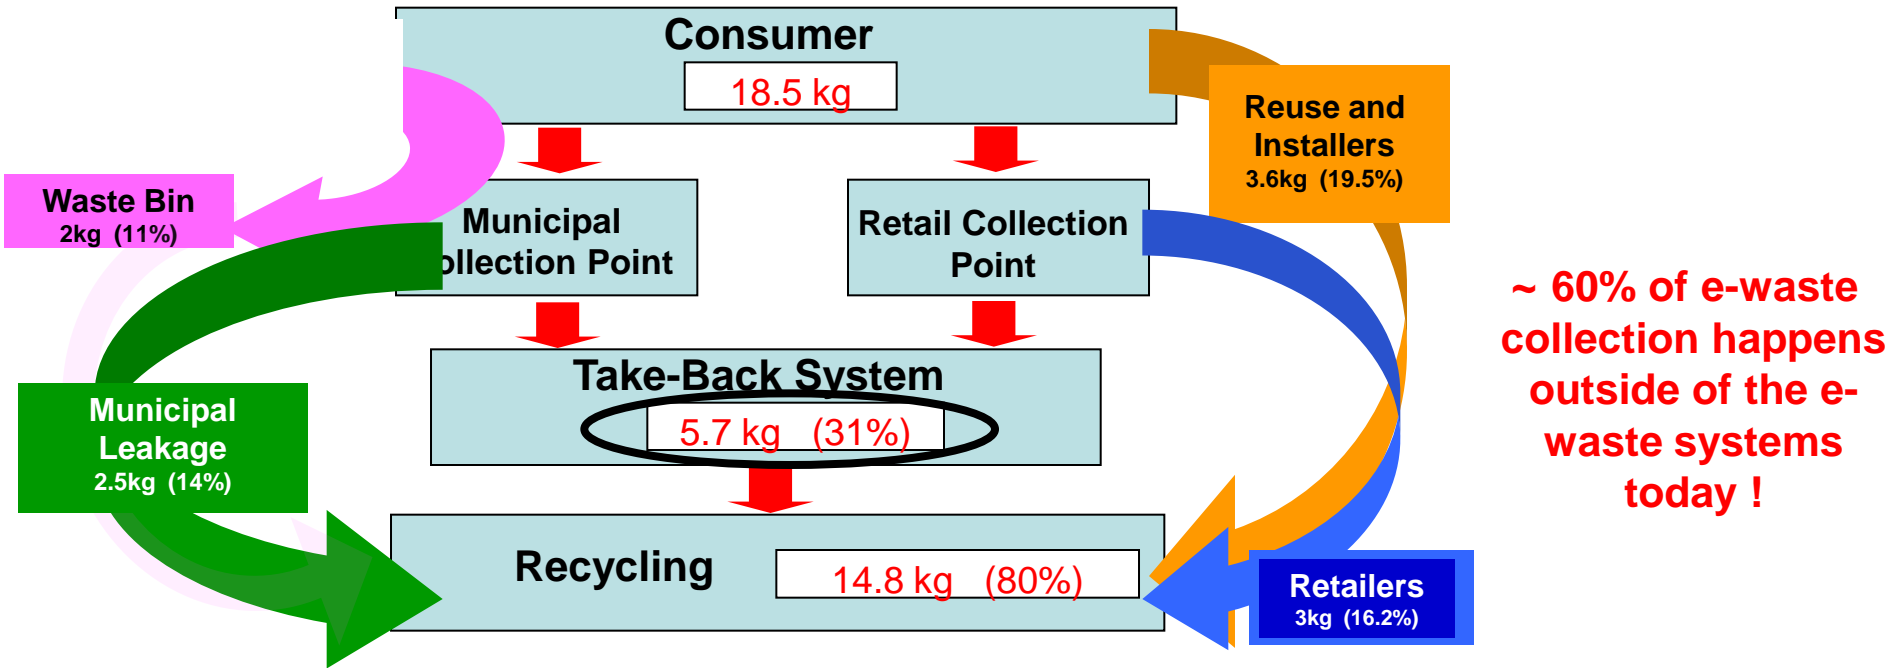 Consumer
18.5 kg
Reuse and
Installers
3.6kg (19.5%)
Waste Bin
2kg (11%)
Municipal
ollection Point
Retail Collection
Point
~ 60% of e-waste
collection happens
outside of the e-
waste systems
today !
Take-Back System
5.7 kg (31%)
Municipal
Leakage
2.5kg (14%)
Recycling
14.8 kg (80%)
Retailers
3kg (16.2%)